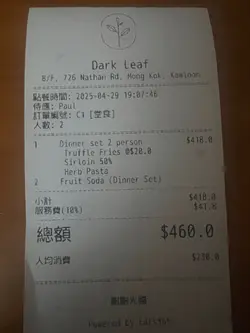 Dark Leaf
8/F, 726 Nathan Rd, Mong Kok, Kowloon
點餐時間: 2025-04-29 19:07:46
侍應: Paul
訂單編號: [堂食]
人數: 2
1 Dinner set 2 person $418.0
Truffle Fries @$20.0
Sirloin 50%
Herb Pasta
2 Fruit Soda (Dinner Set)
小計 $418.0
服務費(10%) $41.8
總額 $460.0
人均消費 $230.0
謝謝光臨
Powered by